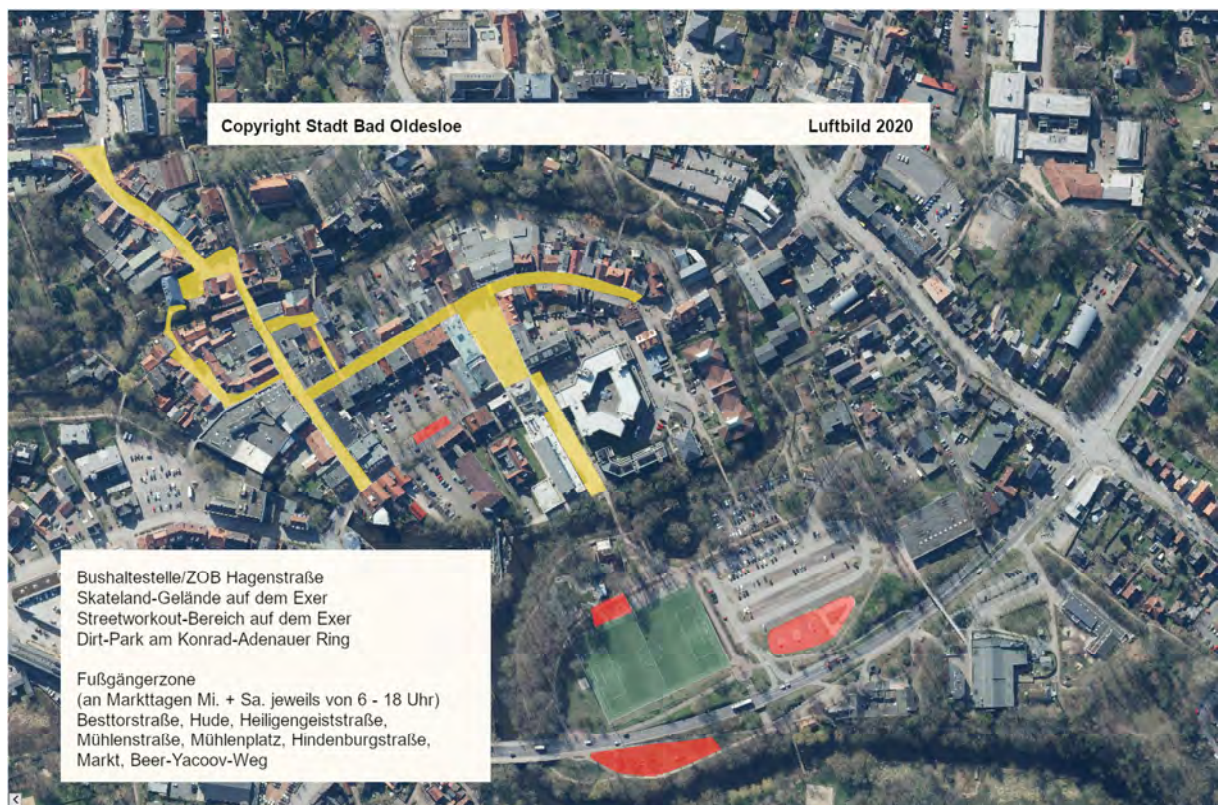 Copyright Stadt Bad Oldesloe Luftbild 2020
Bushaltestelle/ZOB Hagenstraße
Skateland-Gelände auf dem Exer
Streetworkout-Bereich auf dem Exer
Dirt-Park am Konrad-Adenauer Ring
Fußgängerzone
(an Markttagen Mi. + Sa. jeweils von 6 - 18 Uhr)
Besttorstraße, Hude, Heiligengeiststraße,
Mühlenstraße, Mühlenplatz, Hindenburgstraße,
Markt, Beer-Yacoov-Weg